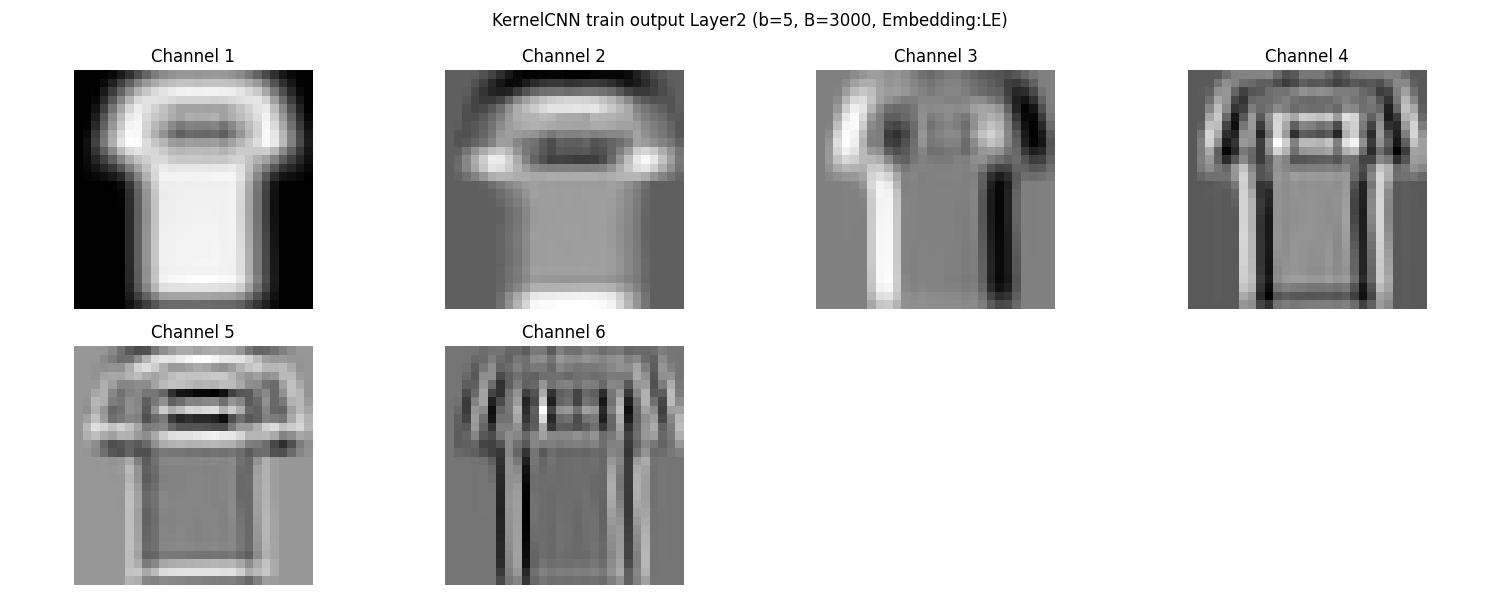 KernelCNN train output Layer2 (b=5, B=3000, Embedding:LE)
Channel 1
Channel 2
Channel 3
Channel 4
Channel 5
Channel 6